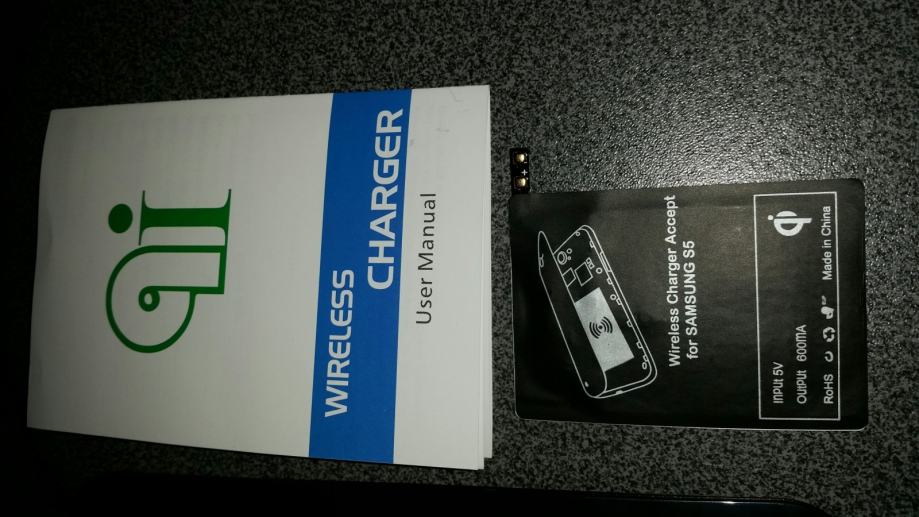 qi
WIRELESS
CHARGER
User Manual
Wireless Charger Accept
for SAMSUNG S5
qi
INPUt 5V
OUtPUt 600mA
RoHS
Made in China
+